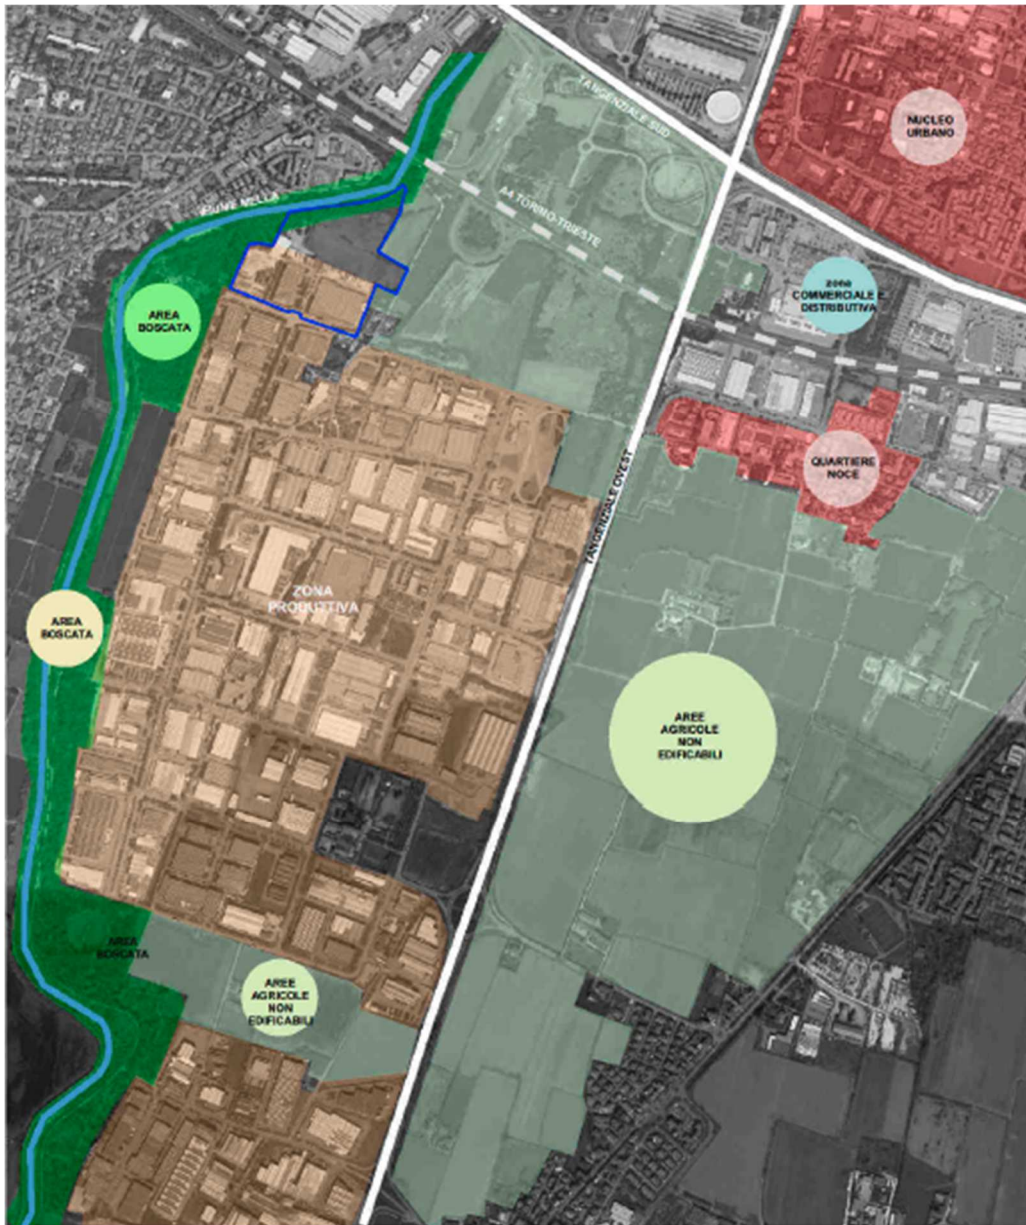 TANGENZIALE SUD
NUCLEO
URBANO
A4 TORINO-TRIESTE
FIUME MELLA
zona
COMMERCIALE E
DISTRIBUTIVA
AREA
BOSCATA
QUARTIERE
NOCE
TANGENZIALE OVEST
ZONA
PRODUTTIVA
AREA
BOSCATA
AREE
AGRICOLE
NON
EDIFICABILI
AREA
BOSCATA
AREE
AGRICOLE
NON
EDIFICABILI